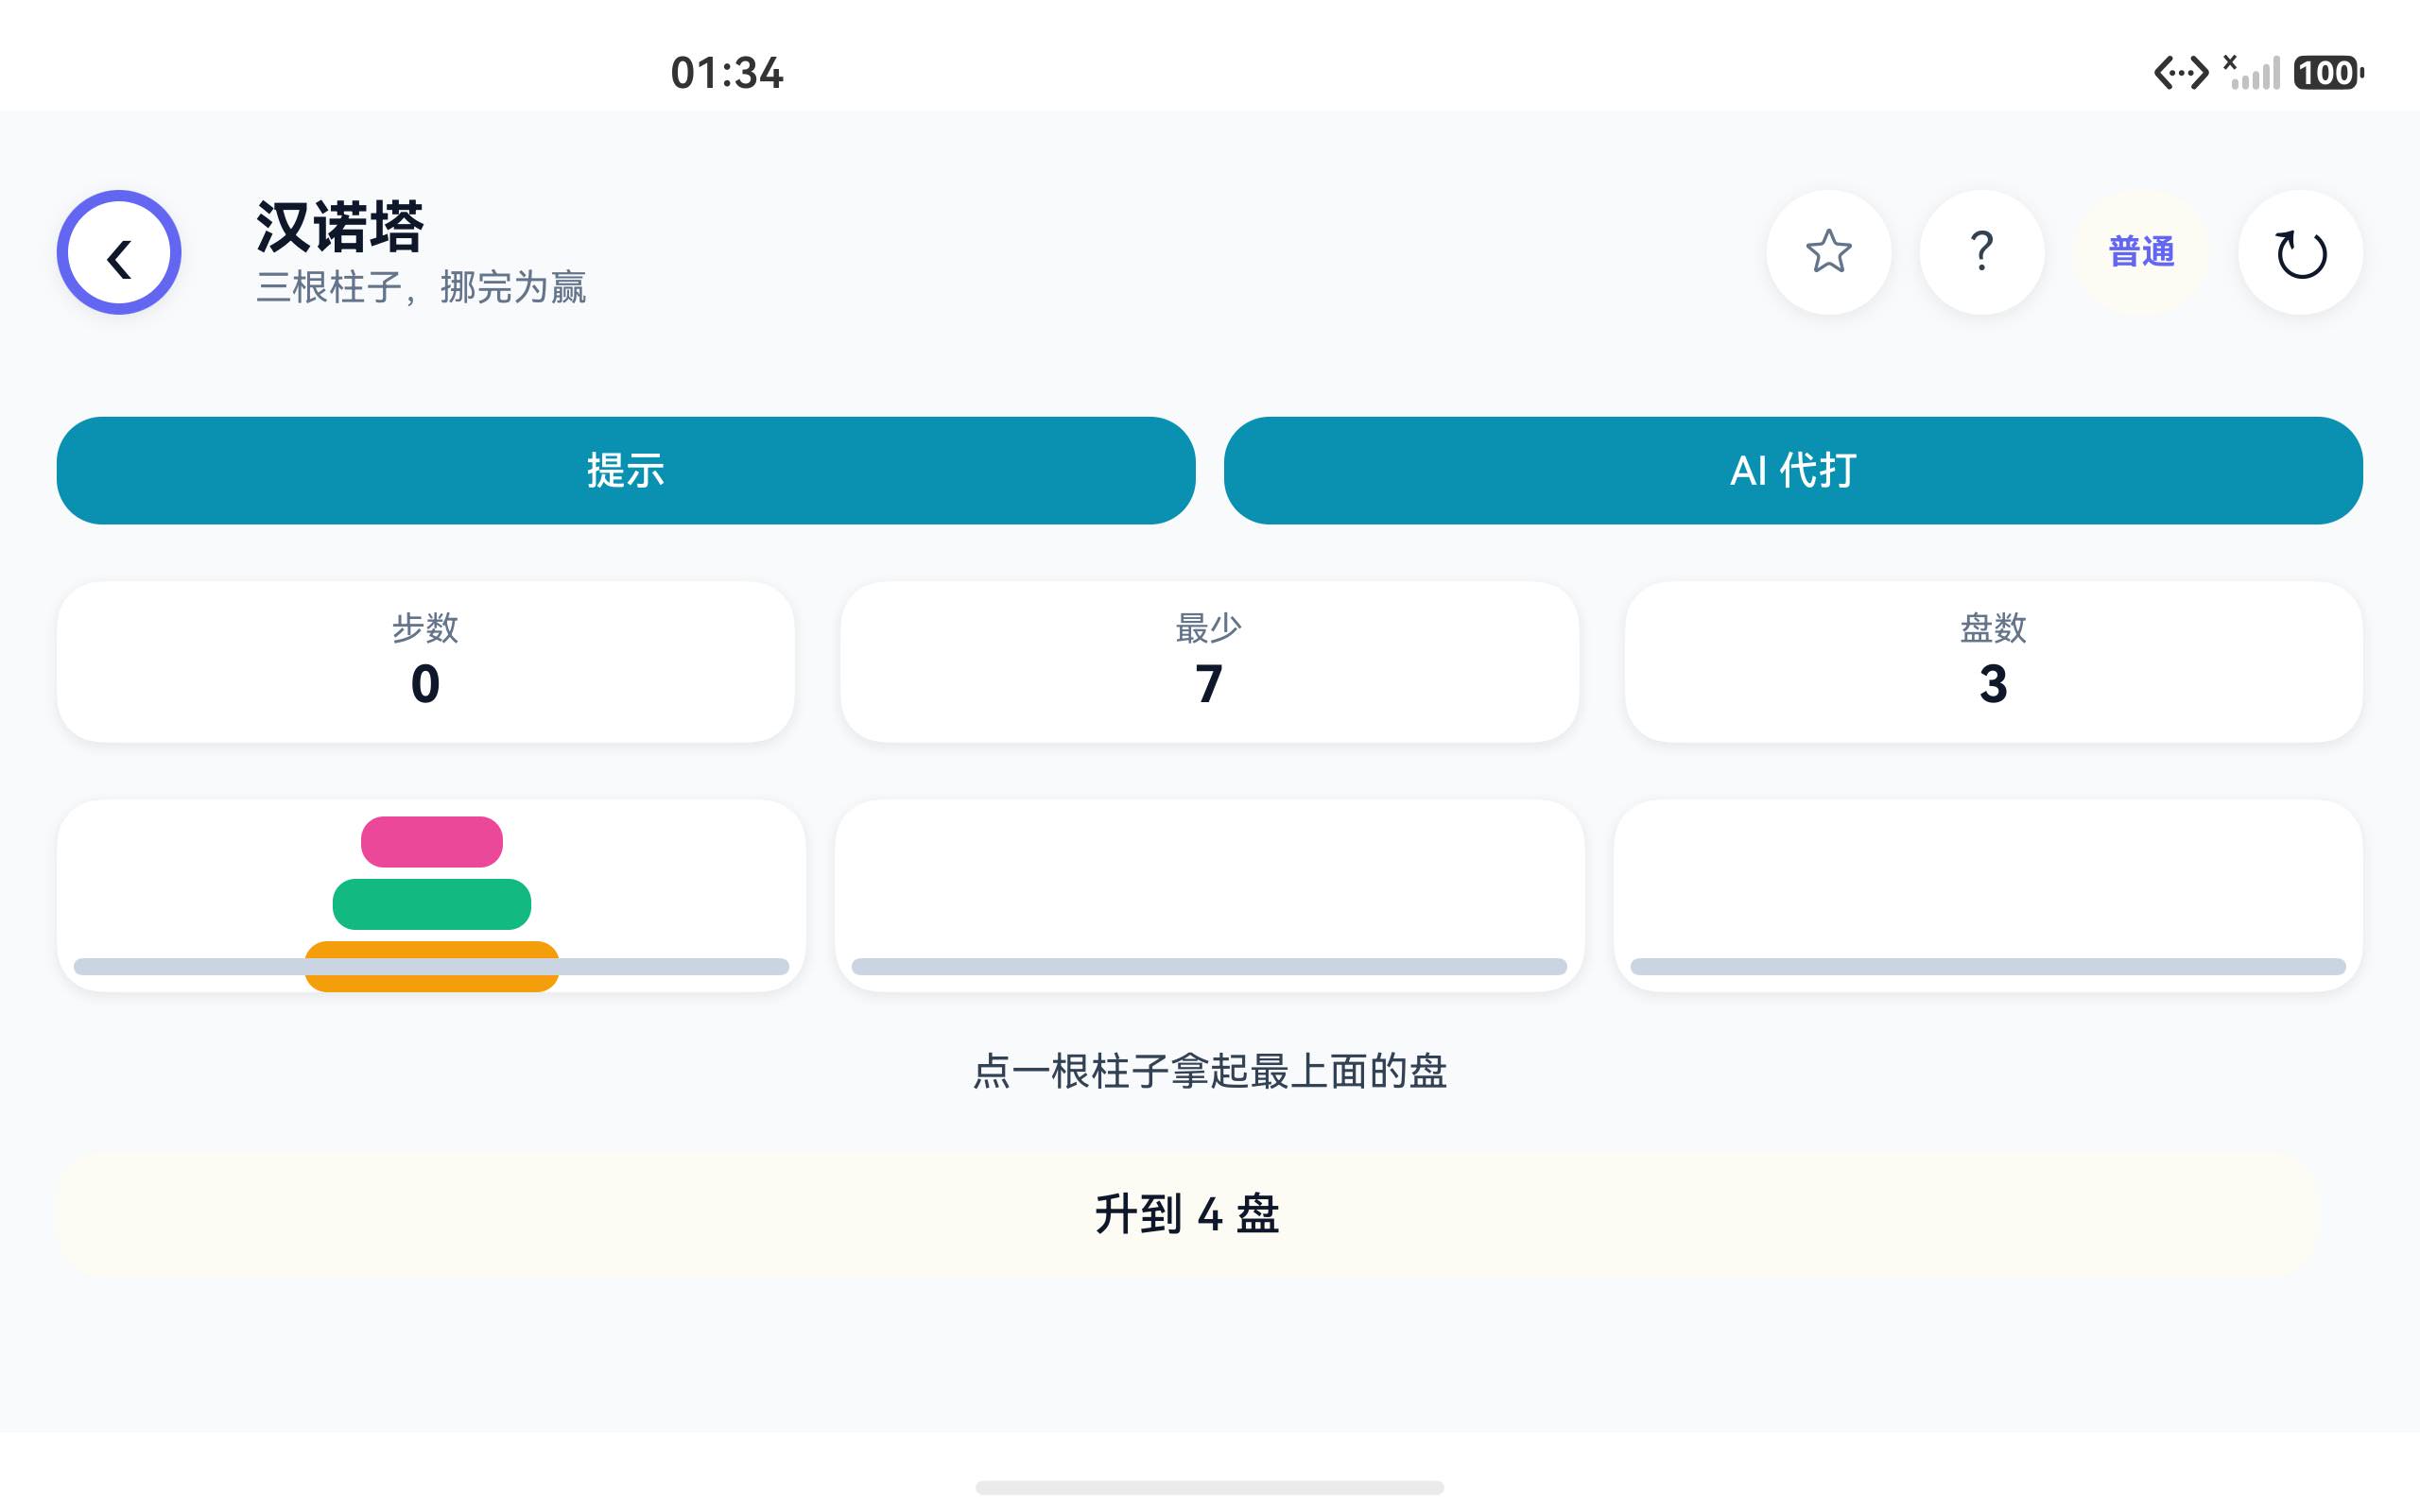 01:34
100
汉诺塔
三根柱子，挪完为赢
?
普通
提示
AI 代打
步数
0
最少
7
盘数
3
点一根柱子拿起最上面的盘
升到 4 盘